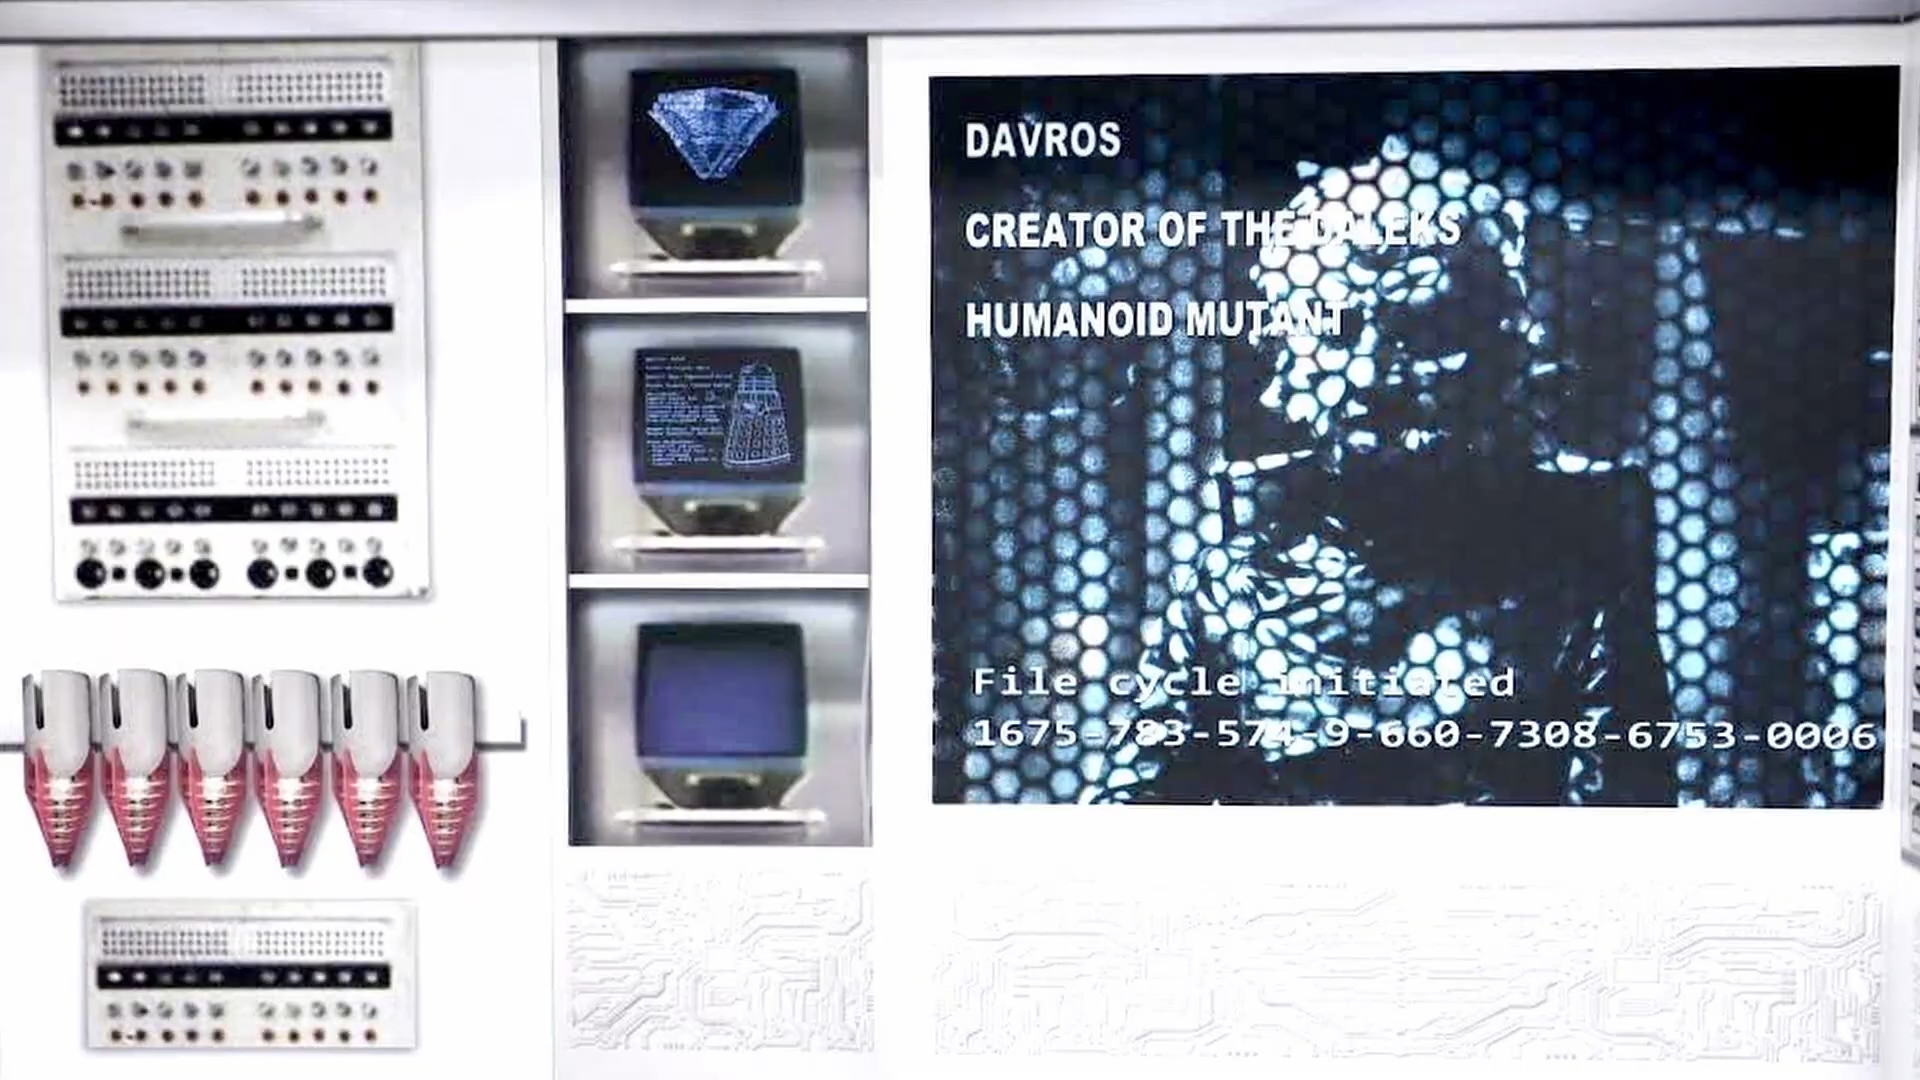 DAVROS
CREATOR OF THE DALEKS
HUMANOID MUTANT
File cycle initiated
1675-783-574-9-660-7308-6753-0006